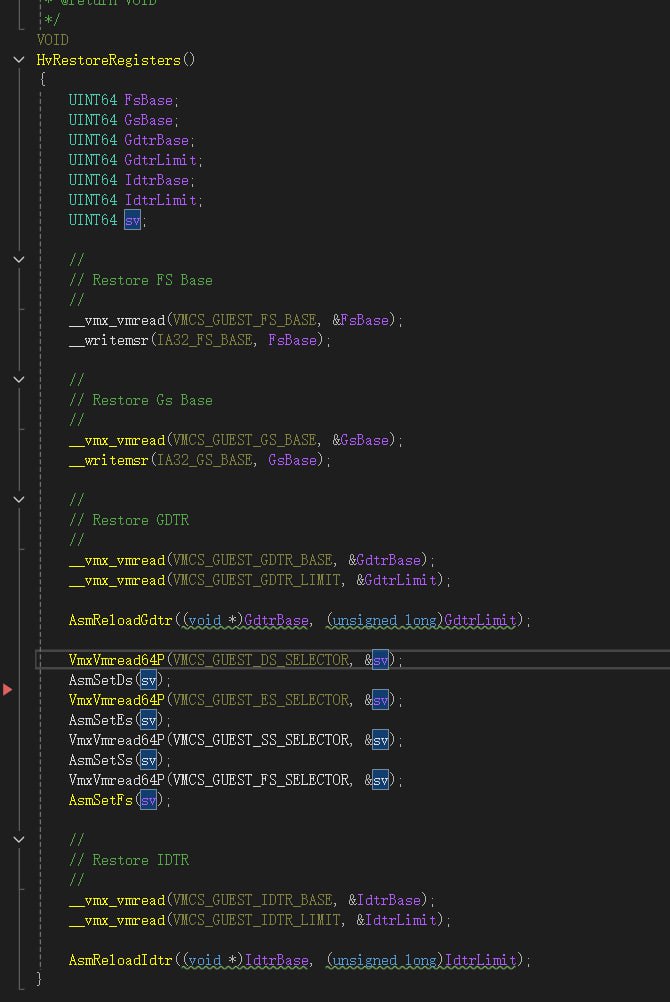 * @return VOID
*/
VOID
HvRestoreRegisters()
{
UINT64 FsBase;
UINT64 GsBase;
UINT64 GdtrBase;
UINT64 GdtrLimit;
UINT64 IdtrBase;
UINT64 IdtrLimit;
UINT64 sv;
//
// Restore FS Base
//
__vmx_vmread(VMCS_GUEST_FS_BASE, &FsBase);
__writemsr(IA32_FS_BASE, FsBase);
//
// Restore Gs Base
//
__vmx_vmread(VMCS_GUEST_GS_BASE, &GsBase);
__writemsr(IA32_GS_BASE, GsBase);
//
// Restore GDTR
//
__vmx_vmread(VMCS_GUEST_GDTR_BASE, &GdtrBase);
__vmx_vmread(VMCS_GUEST_GDTR_LIMIT, &GdtrLimit);
AsmReloadGdtr((void *)GdtrBase, (unsigned long)GdtrLimit);
VmxVmread64P(VMCS_GUEST_DS_SELECTOR, &sv);
AsmSetDs(sv);
VmxVmread64P(VMCS_GUEST_ES_SELECTOR, &sv);
AsmSetEs(sv);
VmxVmread64P(VMCS_GUEST_SS_SELECTOR, &sv);
AsmSetSs(sv);
VmxVmread64P(VMCS_GUEST_FS_SELECTOR, &sv);
AsmSetFs(sv);
//
// Restore IDTR
//
__vmx_vmread(VMCS_GUEST_IDTR_BASE, &IdtrBase);
__vmx_vmread(VMCS_GUEST_IDTR_LIMIT, &IdtrLimit);
AsmReloadIdtr((void *)IdtrBase, (unsigned long)IdtrLimit);
}